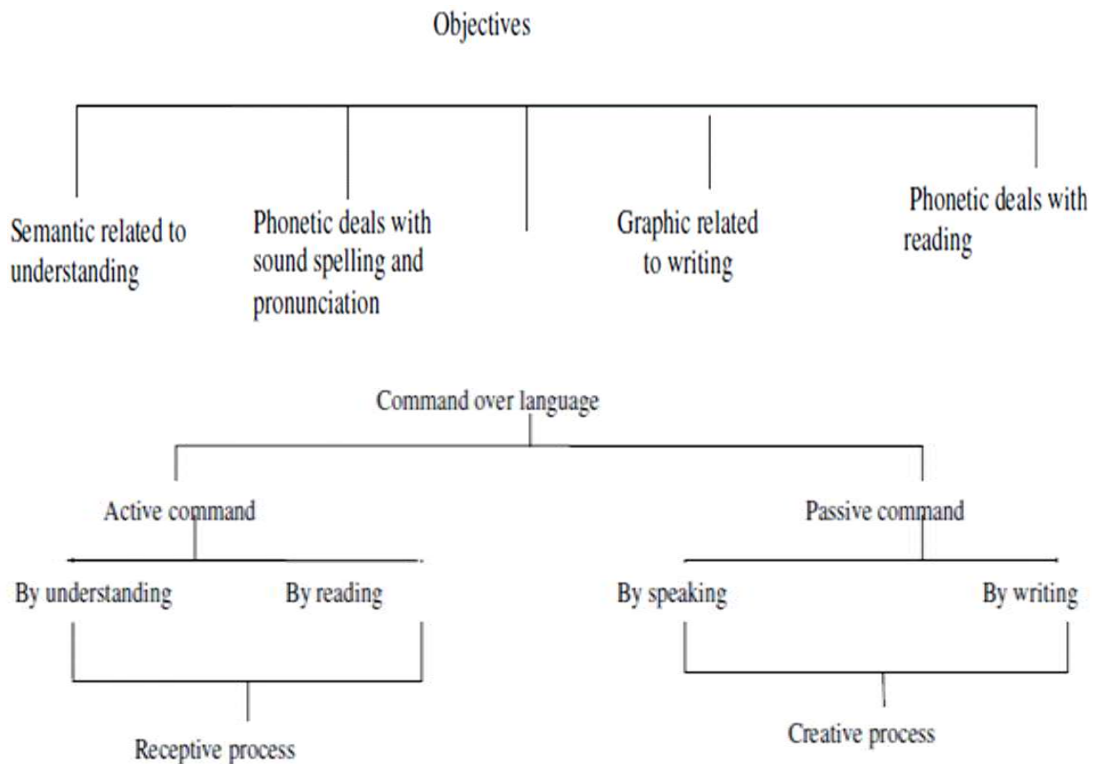 Objectives
Semantic related to
understanding
Phonetic deals with
sound spelling and
pronunciation
Graphic related
to writing
Phonetic deals with
reading
Command over language
Active command
Passive command
By understanding
By reading
By speaking
By writing
Receptive process
Creative process